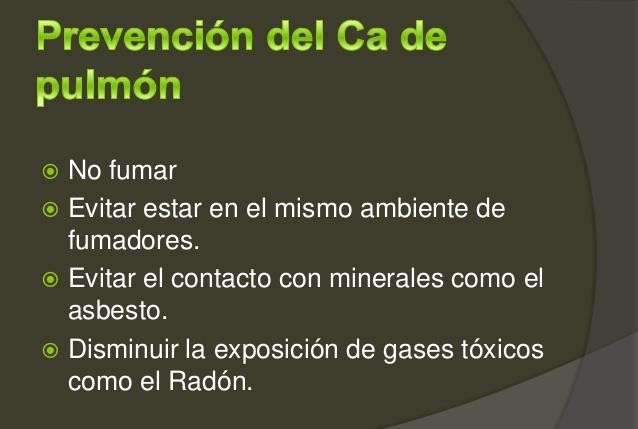 Prevención del Ca de
pulmón
No fumar
Evitar estar en el mismo ambiente de
fumadores.
Evitar el contacto con minerales como el
asbesto.
Disminuir la exposición de gases tóxicos
como el Radón.